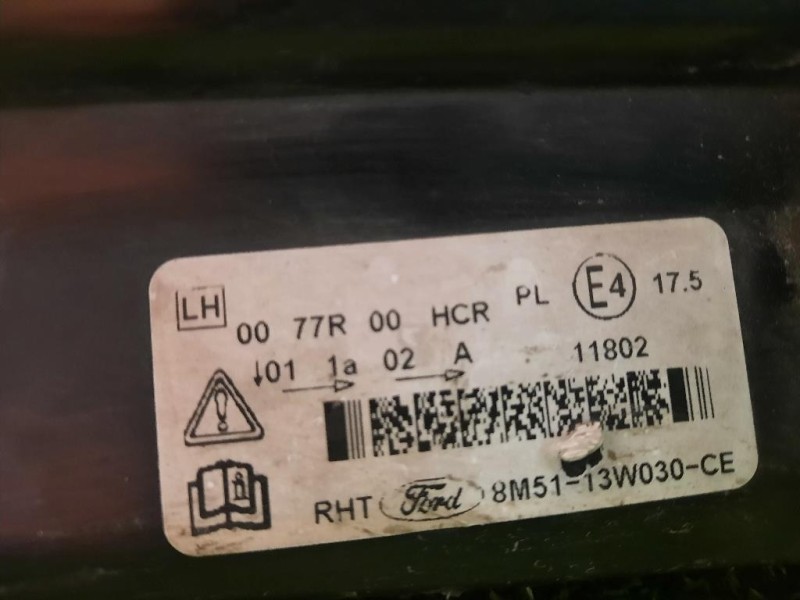 LH 00 77R 00 HCR PL E4 17.5
↓01 1a 02 A 11802
RHT Ford 8M51-13W030-CE